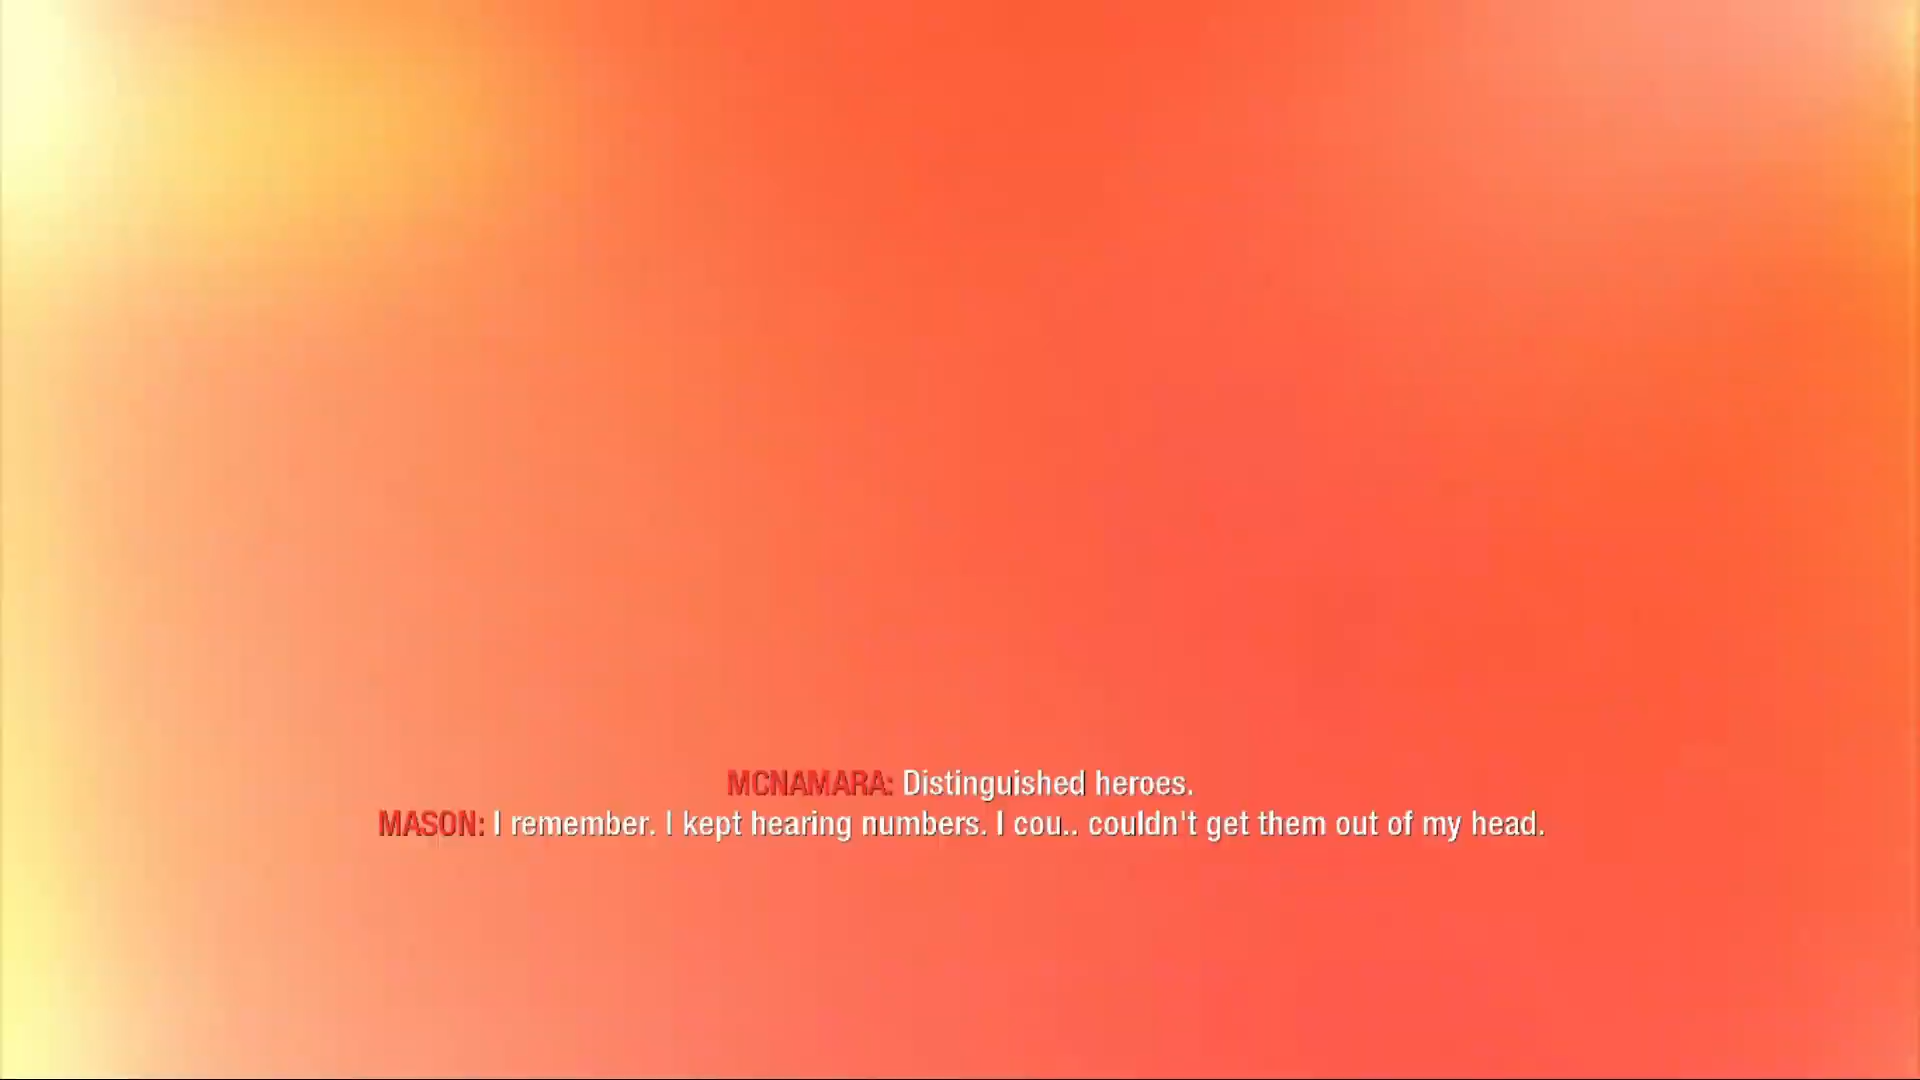 MCNAMARA: Distinguished heroes.
MASON: I remember. I kept hearing numbers. I cou.. couldn't get them out of my head.